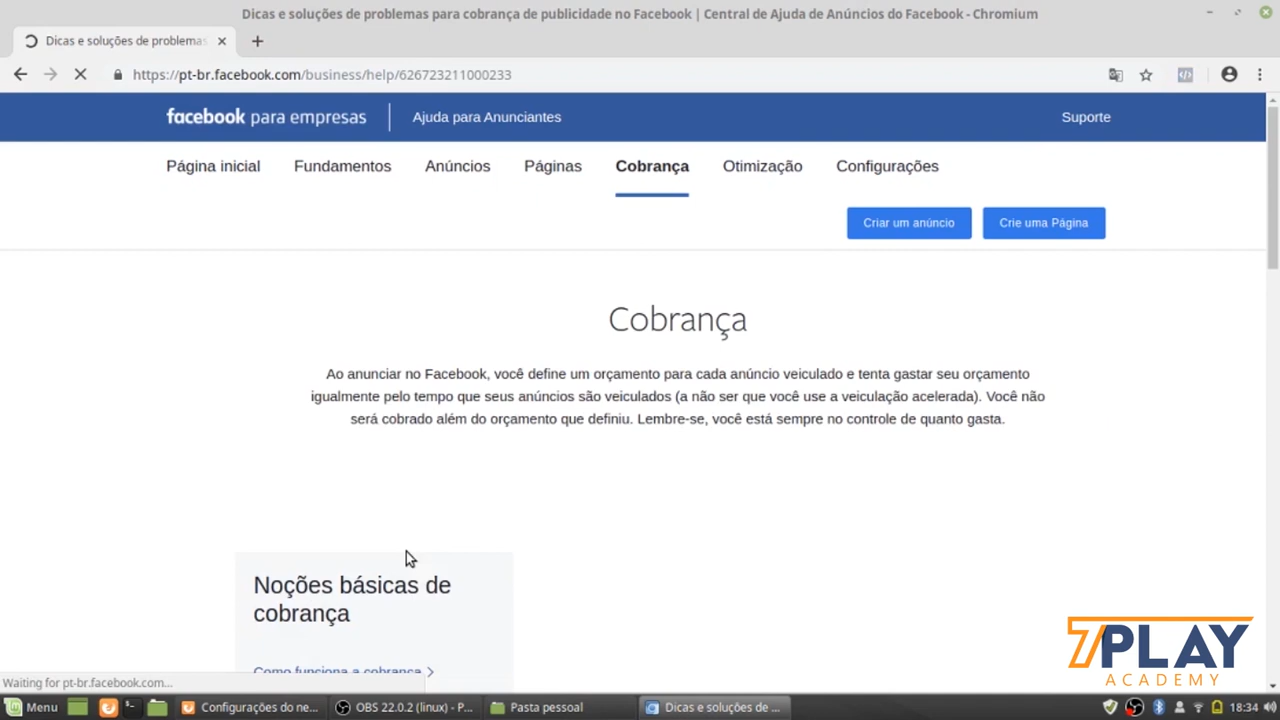 Dicas e soluções de problemas para cobrança de publicidade no Facebook | Central de Ajuda de Anúncios do Facebook - Chromium
Dicas e soluções de problemas
https://pt-br.facebook.com/business/help/626723211000233
facebook para empresas
Ajuda para Anunciantes
Suporte
Página inicial
Fundamentos
Anúncios
Páginas
Cobrança
Otimização
Configurações
Criar um anúncio
Crie uma Página
Cobrança
Ao anunciar no Facebook, você define um orçamento para cada anúncio veiculado e tenta gastar seu orçamento
igualmente pelo tempo que seus anúncios são veiculados (a não ser que você use a veiculação acelerada). Você não
será cobrado além do orçamento que definiu. Lembre-se, você está sempre no controle de quanto gasta.
Noções básicas de
cobrança
Como funciona a cobrança
7PLAY
ACADEMY
Waiting for pt-br.facebook.com...
Menu
Configurações do ne...
OBS 22.0.2 (linux) - P...
Pasta pessoal
Dicas e soluções de ...
18:34